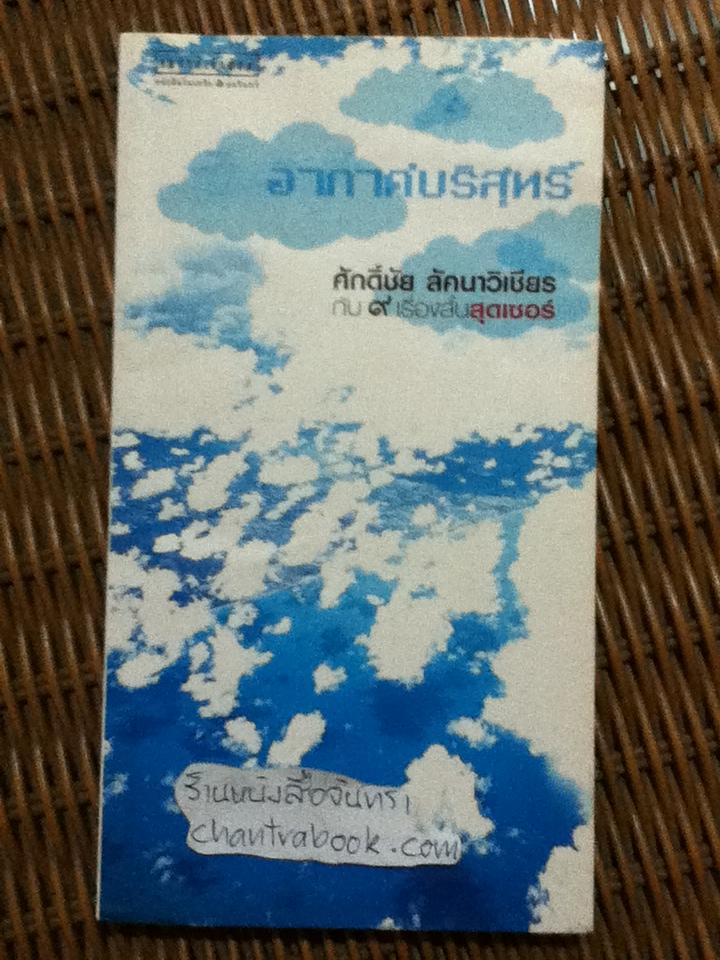 อากาศบริสุทธิ์
ศักดิ์ชัย ลัคนาวิเชียร
กับ ๙ เรื่องสั้นสุดเซอร์
ร้านหนังสือจันทรา
chantrabook.com